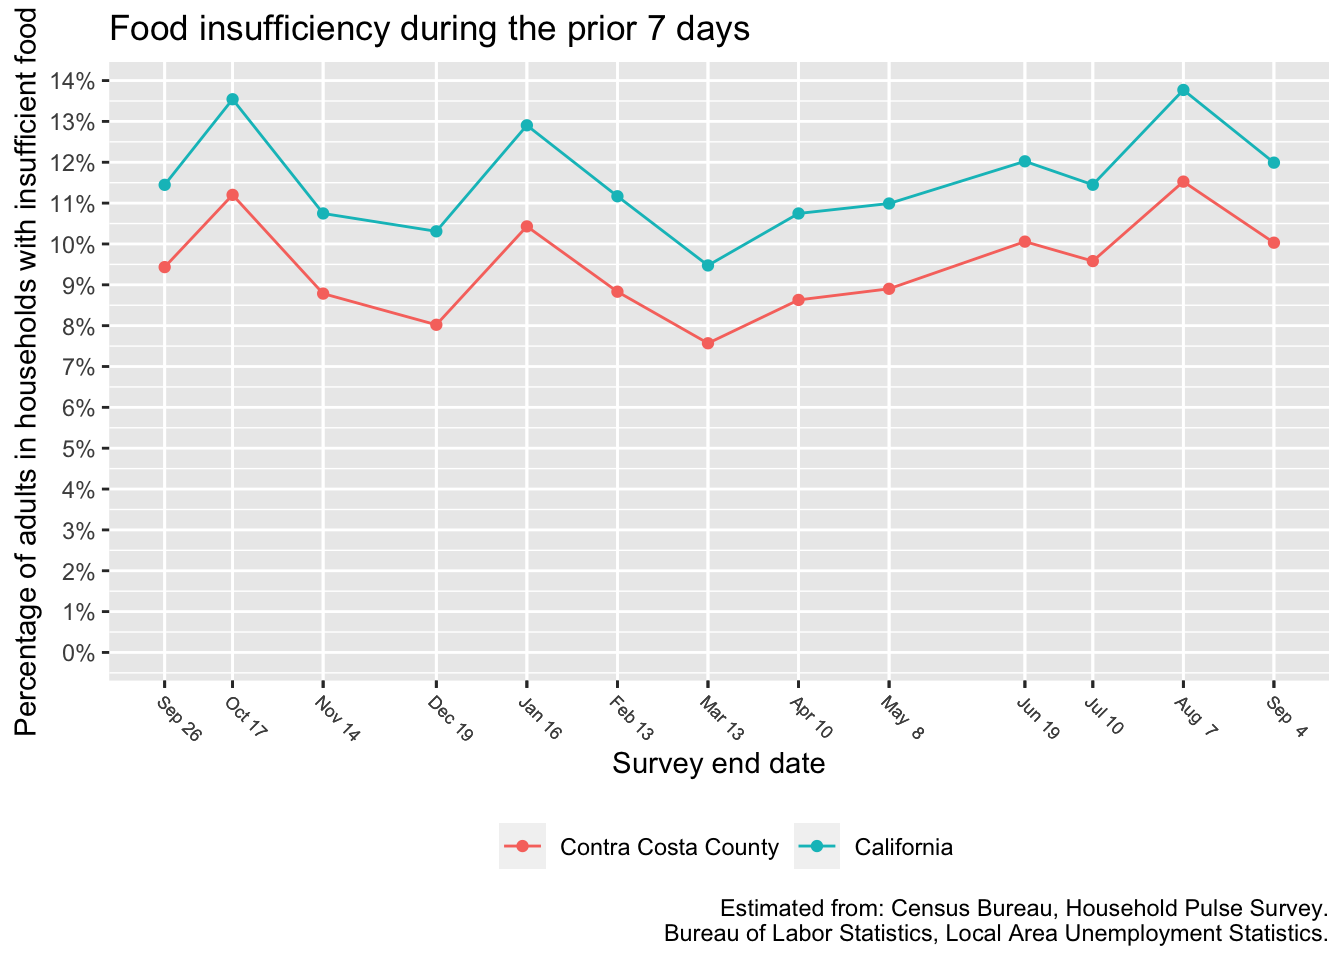 Food insufficiency during the prior 7 days
Percentage of adults in households with insufficient food
14%
13%
12%
11%
10%
9%
8%
7%
6%
5%
4%
3%
2%
1%
0%
Sep 26
Oct 17
Nov 14
Dec 19
Jan 16
Feb 13
Mar 13
Apr 10
May 8
Jun 19
Jul 10
Aug 7
Sep 4
Survey end date
Contra Costa County
California
Estimated from: Census Bureau, Household Pulse Survey.
Bureau of Labor Statistics, Local Area Unemployment Statistics.